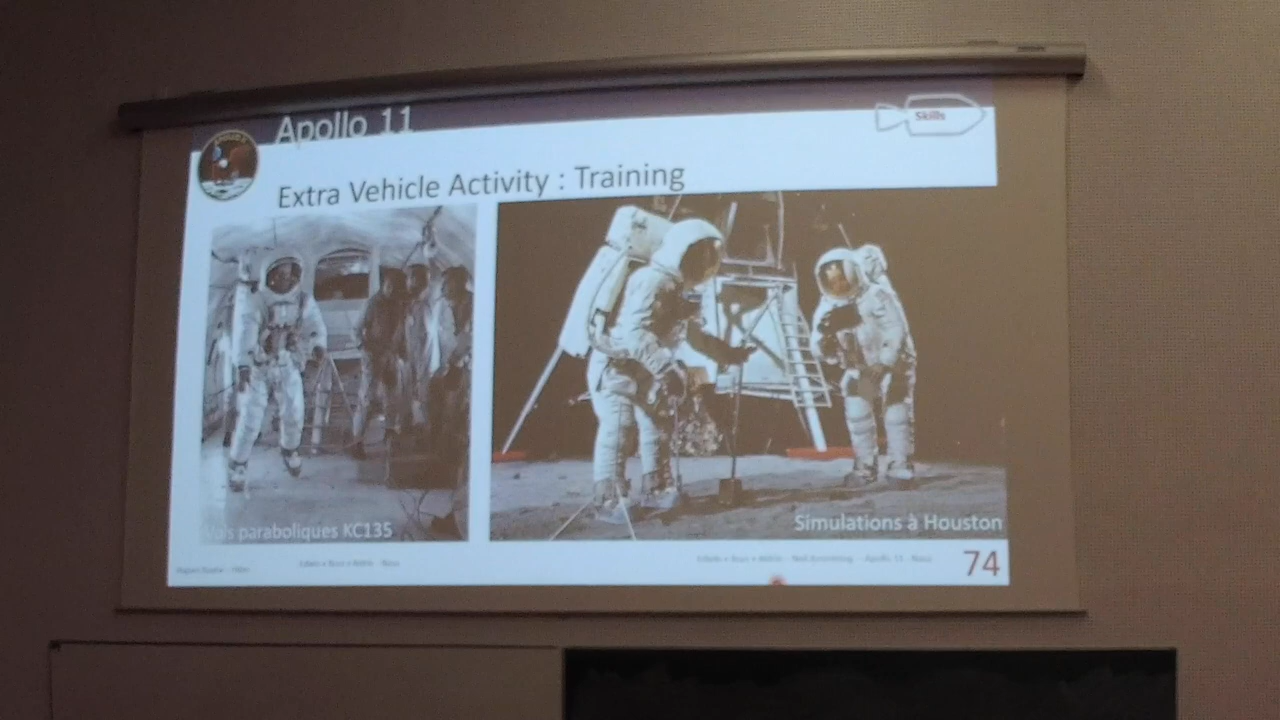 Apollo 11
Skills
Extra Vehicle Activity : Training
Vols paraboliques KC135
Simulations à Houston
74